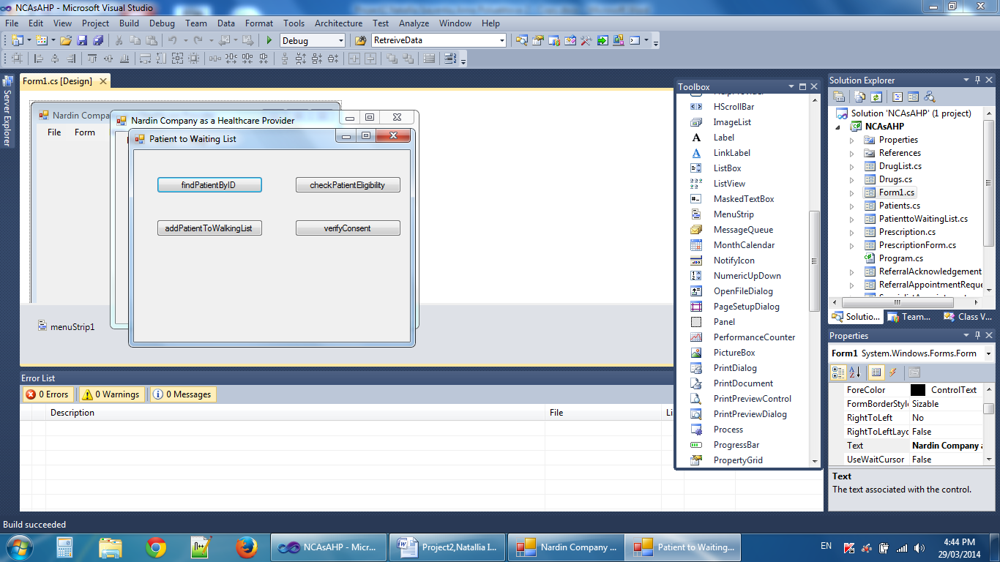 NCAsAHP - Microsoft Visual Studio
File Edit View Project Build Debug Team Data Format Tools Architecture Test Analyze Window Help
Debug RetreiveData
Server Explorer
Form1.cs [Design]
Nardin Compa
File Form
Nardin Company as a Healthcare Provider
Patient to Waiting List
findPatientByID checkPatientEligibility
addPatientToWalkingList verifyConsent
menuStrip1
Error List
0 Errors 0 Warnings 0 Messages
Description File Li
Toolbox
HelpProvider
HScrollBar
ImageList
Label
LinkLabel
ListBox
ListView
MaskedTextBox
MenuStrip
MessageQueue
MonthCalendar
NotifyIcon
NumericUpDown
OpenFileDialog
PageSetupDialog
Panel
PerformanceCounter
PictureBox
PrintDialog
PrintDocument
PrintPreviewControl
PrintPreviewDialog
Process
ProgressBar
PropertyGrid
Solution Explorer
Solution 'NCAsAHP' (1 project)
NCAsAHP
Properties
References
DrugList.cs
Drugs.cs
Form1.cs
Patients.cs
PatienttoWaitingList.cs
Prescription.cs
PrescriptionForm.cs
Program.cs
ReferralAcknowledgement
ReferralAppointmentReque
Solutio... Team... Class V...
Properties
Form1 System.Windows.Forms.Form
ForeColor ControlText
FormBorderStyle Sizable
RightToLeft No
RightToLeftLayo False
Text Nardin Company a
UseWaitCursor False
Text
The text associated with the control.
Build succeeded
NCAsAHP - Micr... Project2,Natallia I... Nardin Company ... Patient to Waiting... EN 4:44 PM
29/03/2014